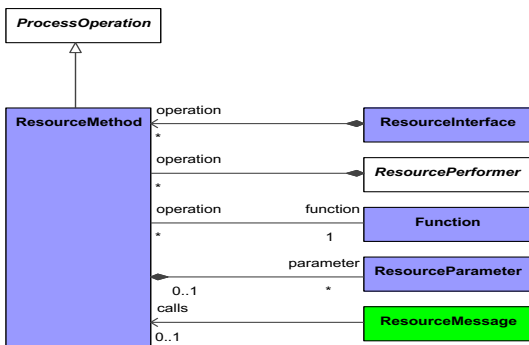 ProcessOperation
ResourceMethod
operation
*
ResourceInterface
operation
*
ResourcePerformer
operation
*
function
1
Function
parameter
0..1
*
ResourceParameter
calls
0..1
ResourceMessage